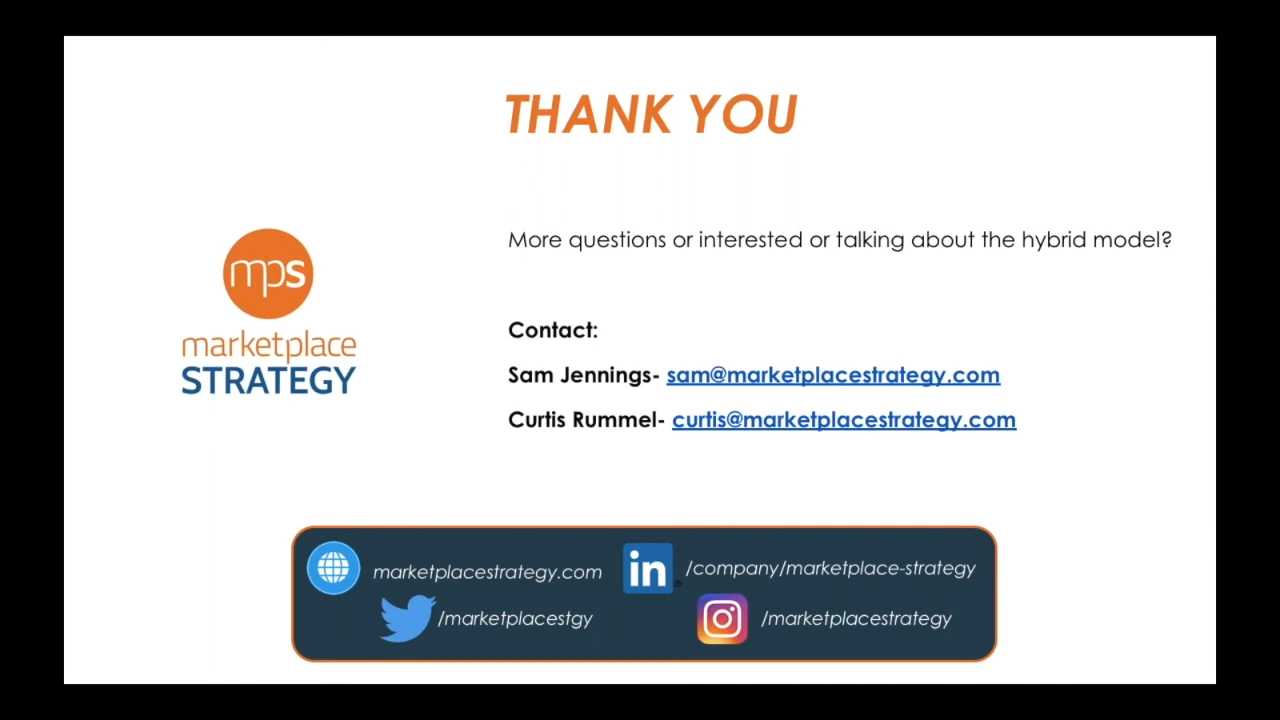 THANK YOU
More questions or interested or talking about the hybrid model?
mps
marketplace
STRATEGY
Contact:
Sam Jennings- sam@marketplacestrategy.com
Curtis Rummel- curtis@marketplacestrategy.com
marketplacestrategy.com
in /company/marketplace-strategy
/marketplacestgy
/marketplacestrategy